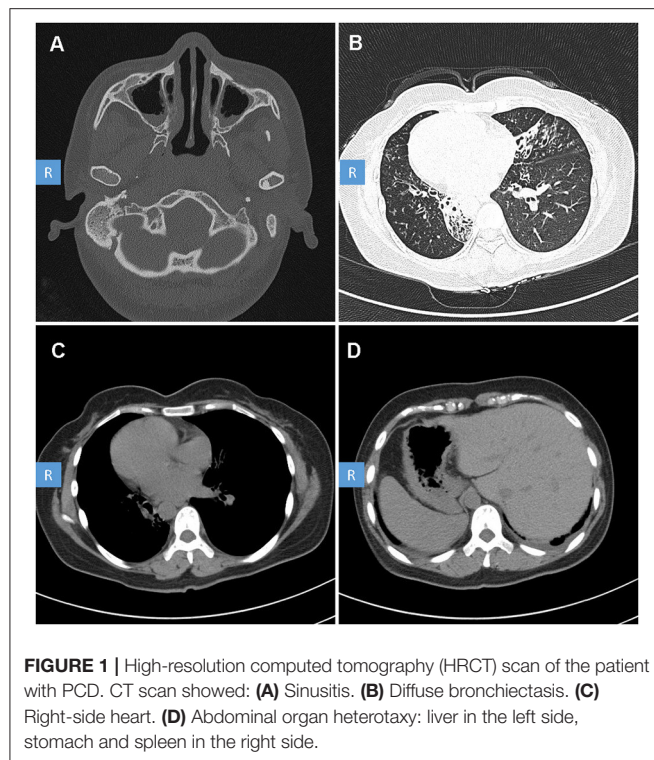 A
B
R
R
C
D
R
R
FIGURE 1 | High-resolution computed tomography (HRCT) scan of the patient
with PCD. CT scan showed: (A) Sinusitis. (B) Diffuse bronchiectasis. (C)
Right-side heart. (D) Abdominal organ heterotaxy: liver in the left side,
stomach and spleen in the right side.